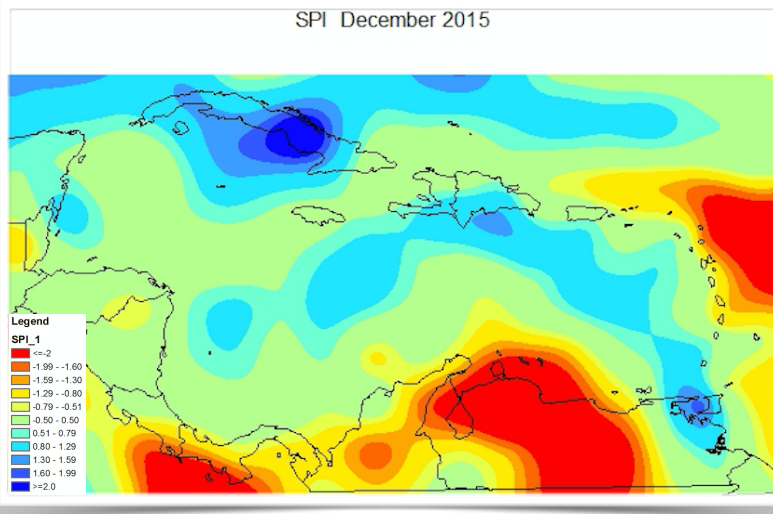 SPI December 2015
Legend
SPI_1
<=-2
-1.99 - -1.60
-1.59 - -1.30
-1.29 - -0.80
-0.79 - -0.51
-0.50 - 0.50
0.51 - 0.79
0.80 - 1.29
1.30 - 1.59
1.60 - 1.99
>=2.0